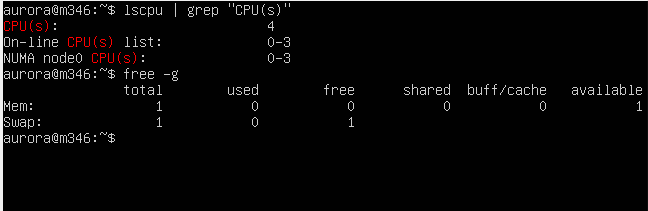 aurora@m346:~$ lscpu | grep "CPU(s)"
CPU(s):                          4
On-line CPU(s) list:             0-3
NUMA node0 CPU(s):               0-3
aurora@m346:~$ free -g
               total        used        free      shared  buff/cache   available
Mem:               1           0           0           0           0           1
Swap:              1           0           1
aurora@m346:~$